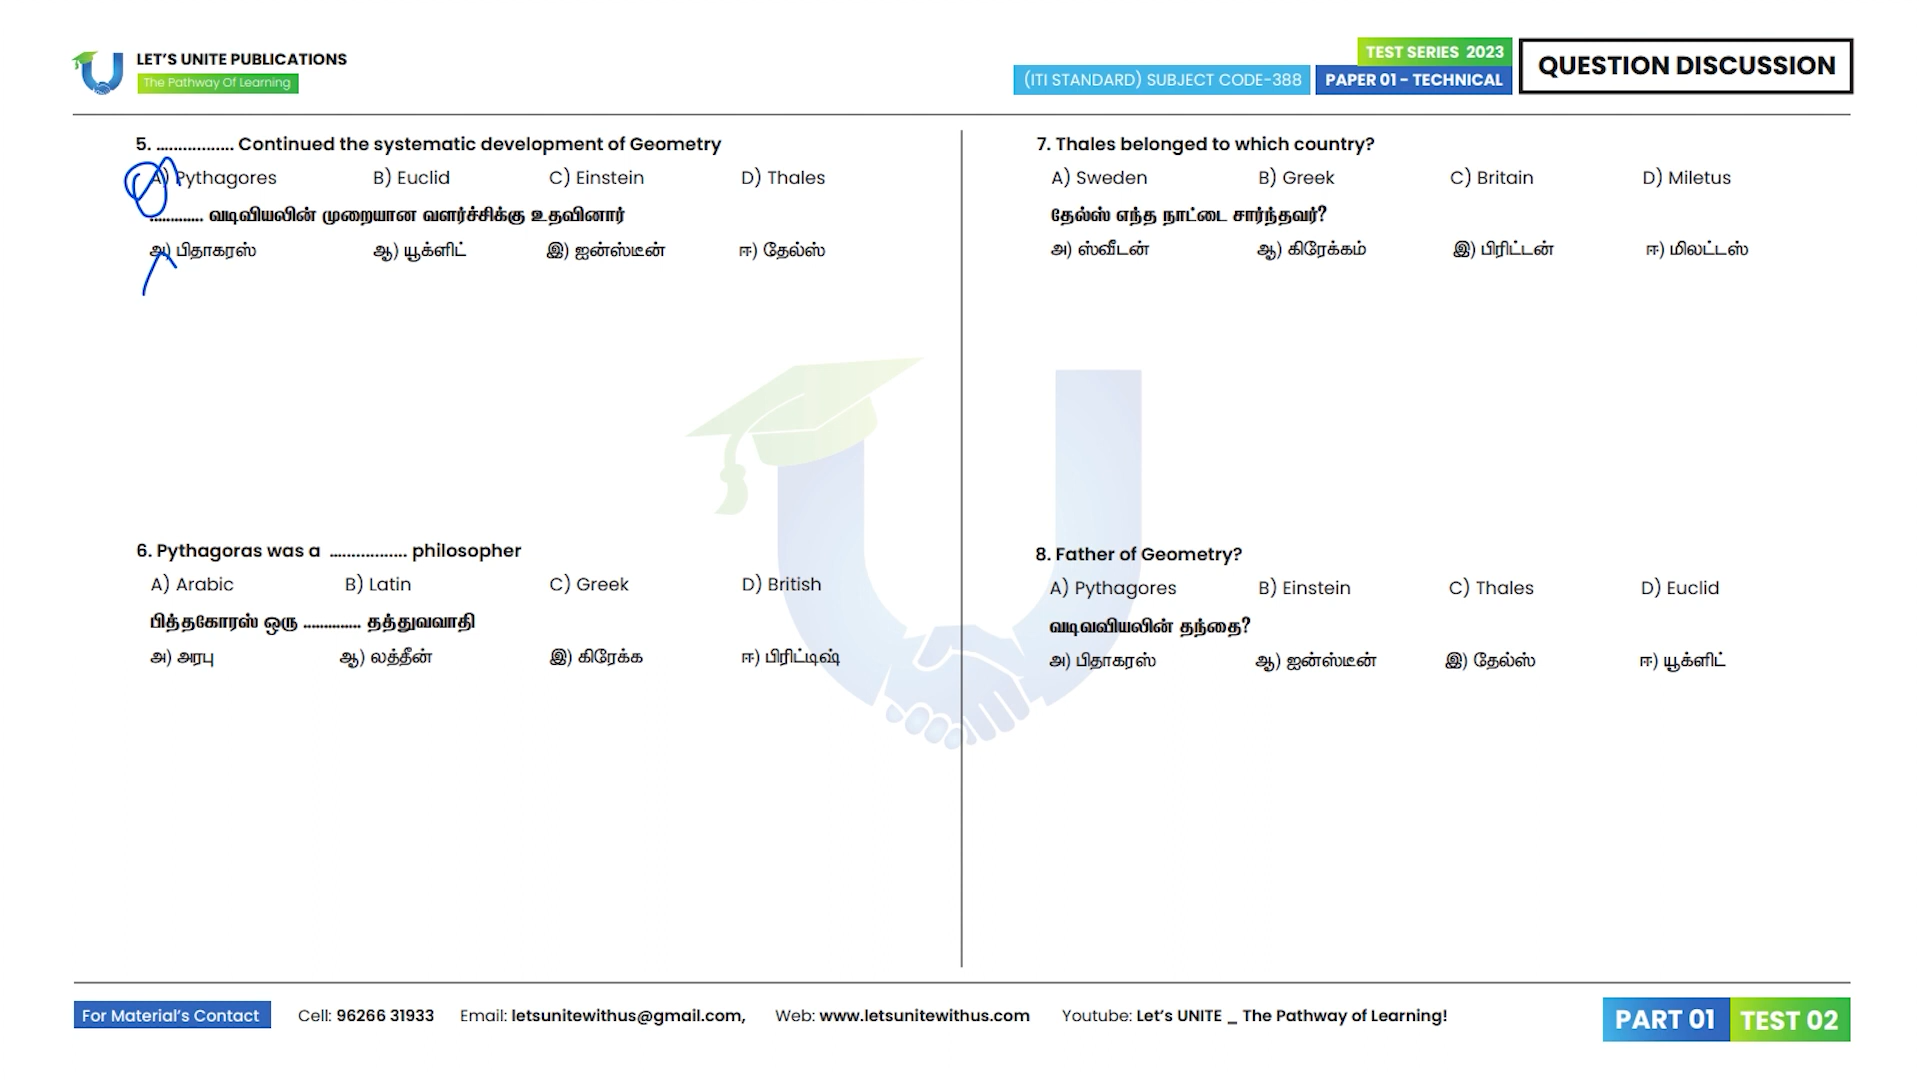 LET'S UNITE PUBLICATIONS
The Pathway Of Learning
TEST SERIES 2023
(ITI STANDARD) SUBJECT CODE-388 PAPER 01 - TECHNICAL
QUESTION DISCUSSION
5. ................. Continued the systematic development of Geometry
A) Pythagores B) Euclid C) Einstein D) Thales
............ வடிவியலின் முறையான வளர்ச்சிக்கு உதவினார்
அ) பிதாகரஸ் ஆ) யூக்ளிட் இ) ஐன்ஸ்டீன் ஈ) தேல்ஸ்
6. Pythagoras was a ................. philosopher
A) Arabic B) Latin C) Greek D) British
பித்தகோரஸ் ஒரு ............. தத்துவவாதி
அ) அரபு ஆ) லத்தீன் இ) கிரேக்க ஈ) பிரிட்டிஷ்
7. Thales belonged to which country?
A) Sweden B) Greek C) Britain D) Miletus
தேல்ஸ் எந்த நாட்டை சார்ந்தவர்?
அ) ஸ்வீடன் ஆ) கிரேக்கம் இ) பிரிட்டன் ஈ) மிலட்டஸ்
8. Father of Geometry?
A) Pythagores B) Einstein C) Thales D) Euclid
வடிவவியலின் தந்தை?
அ) பிதாகரஸ் ஆ) ஐன்ஸ்டீன் இ) தேல்ஸ் ஈ) யூக்ளிட்
For Material's Contact Cell: 96266 31933 Email: letsunitewithus@gmail.com, Web: www.letsunitewithus.com Youtube: Let's UNITE _ The Pathway of Learning!
PART 01 TEST 02